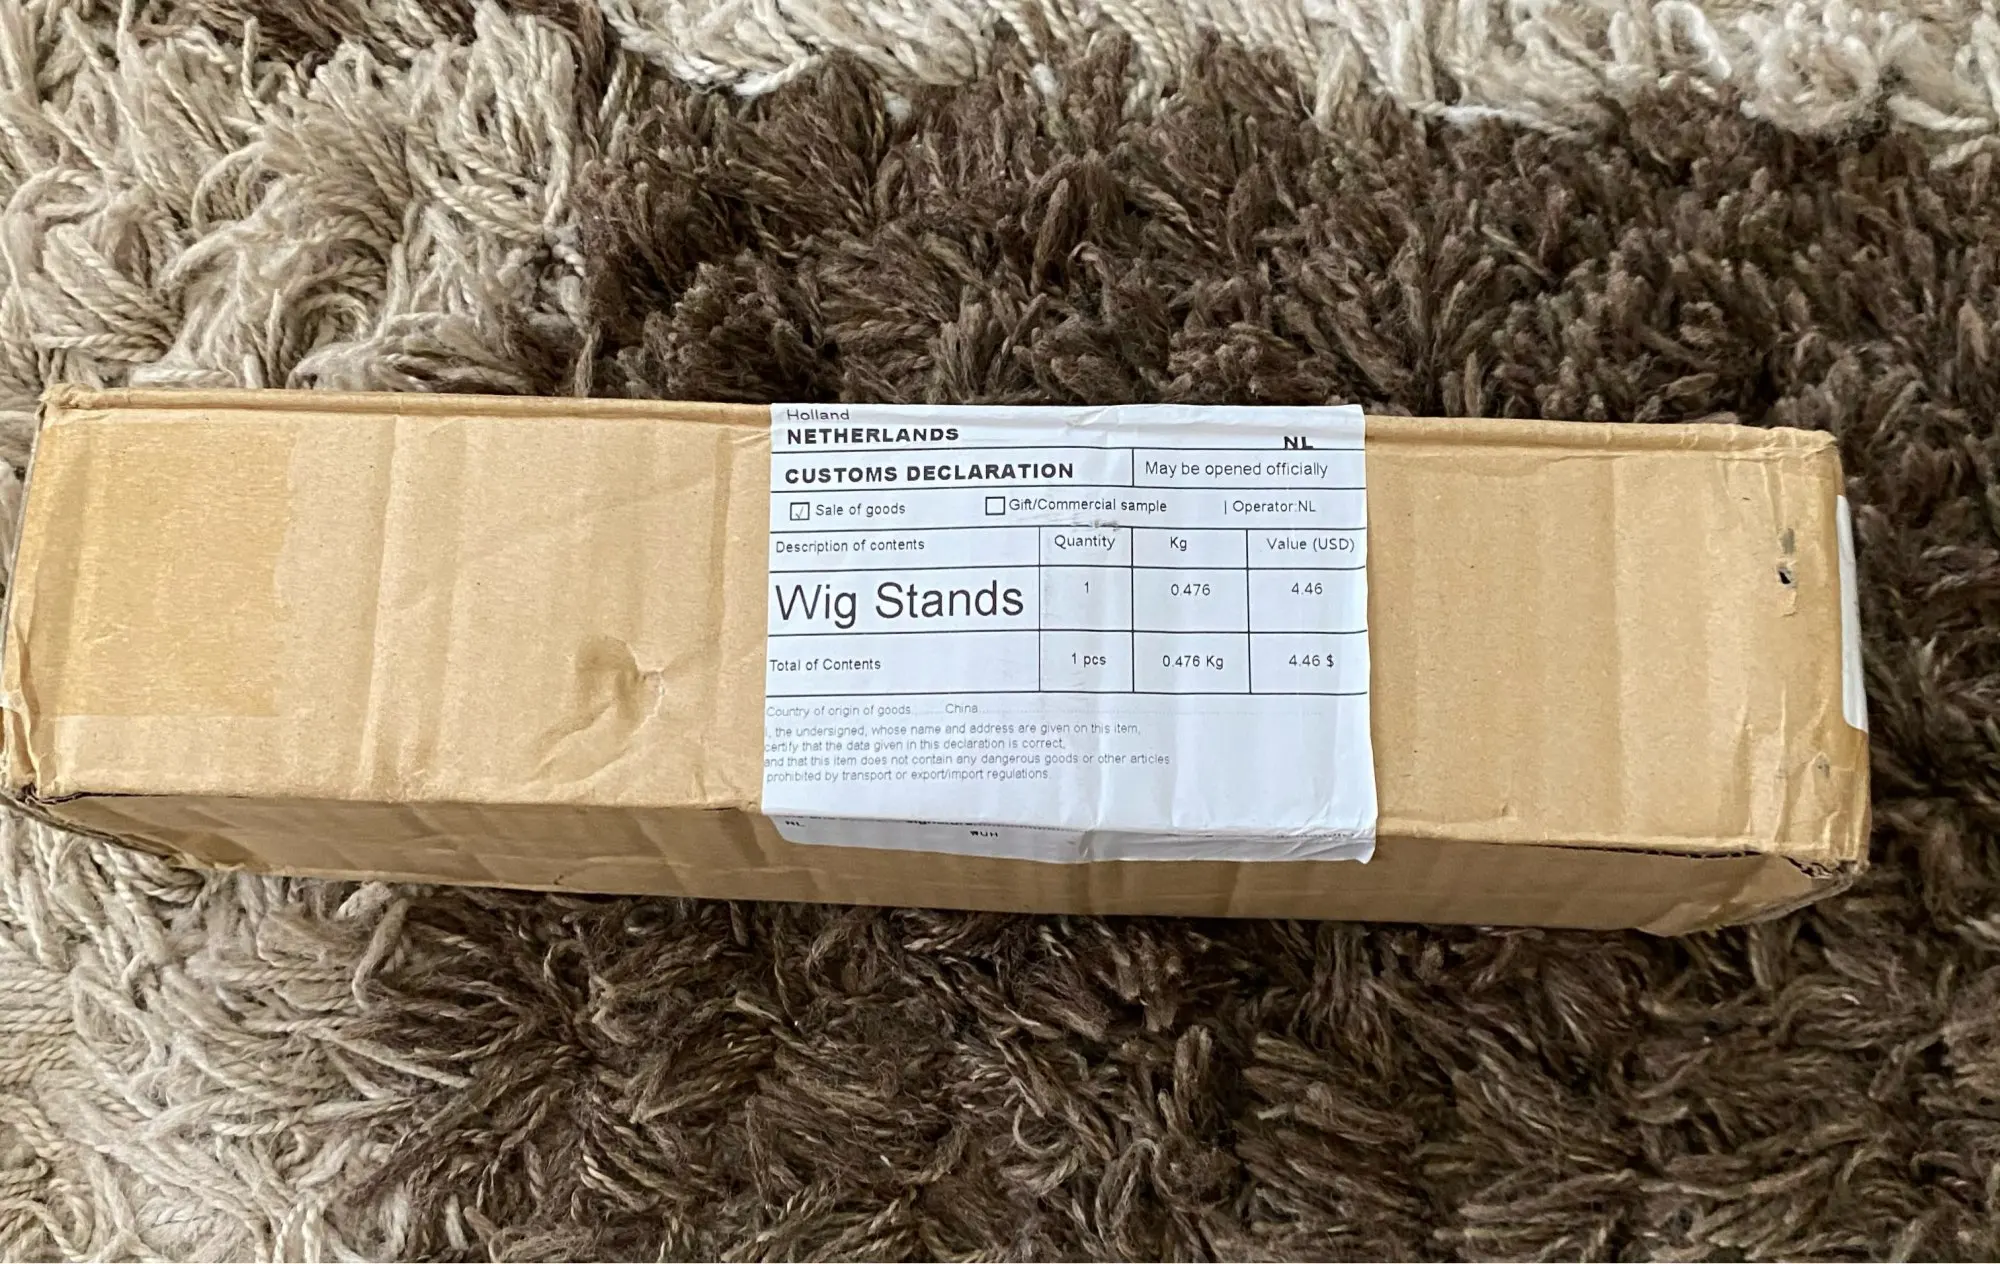 Holland
NETHERLANDS NL
CUSTOMS DECLARATION May be opened officially
Sale of goods Gift/Commercial sample | Operator:NL
Description of contents Quantity Kg Value (USD)
Wig Stands 1 0.476 4.46
Total of Contents 1 pcs 0.476 Kg 4.46 $
Country of origin of goods....... China
I, the undersigned, whose name and address are given on this item,
certify that the data given in this declaration is correct,
and that this item does not contain any dangerous goods or other articles
prohibited by transport or export/import regulations.